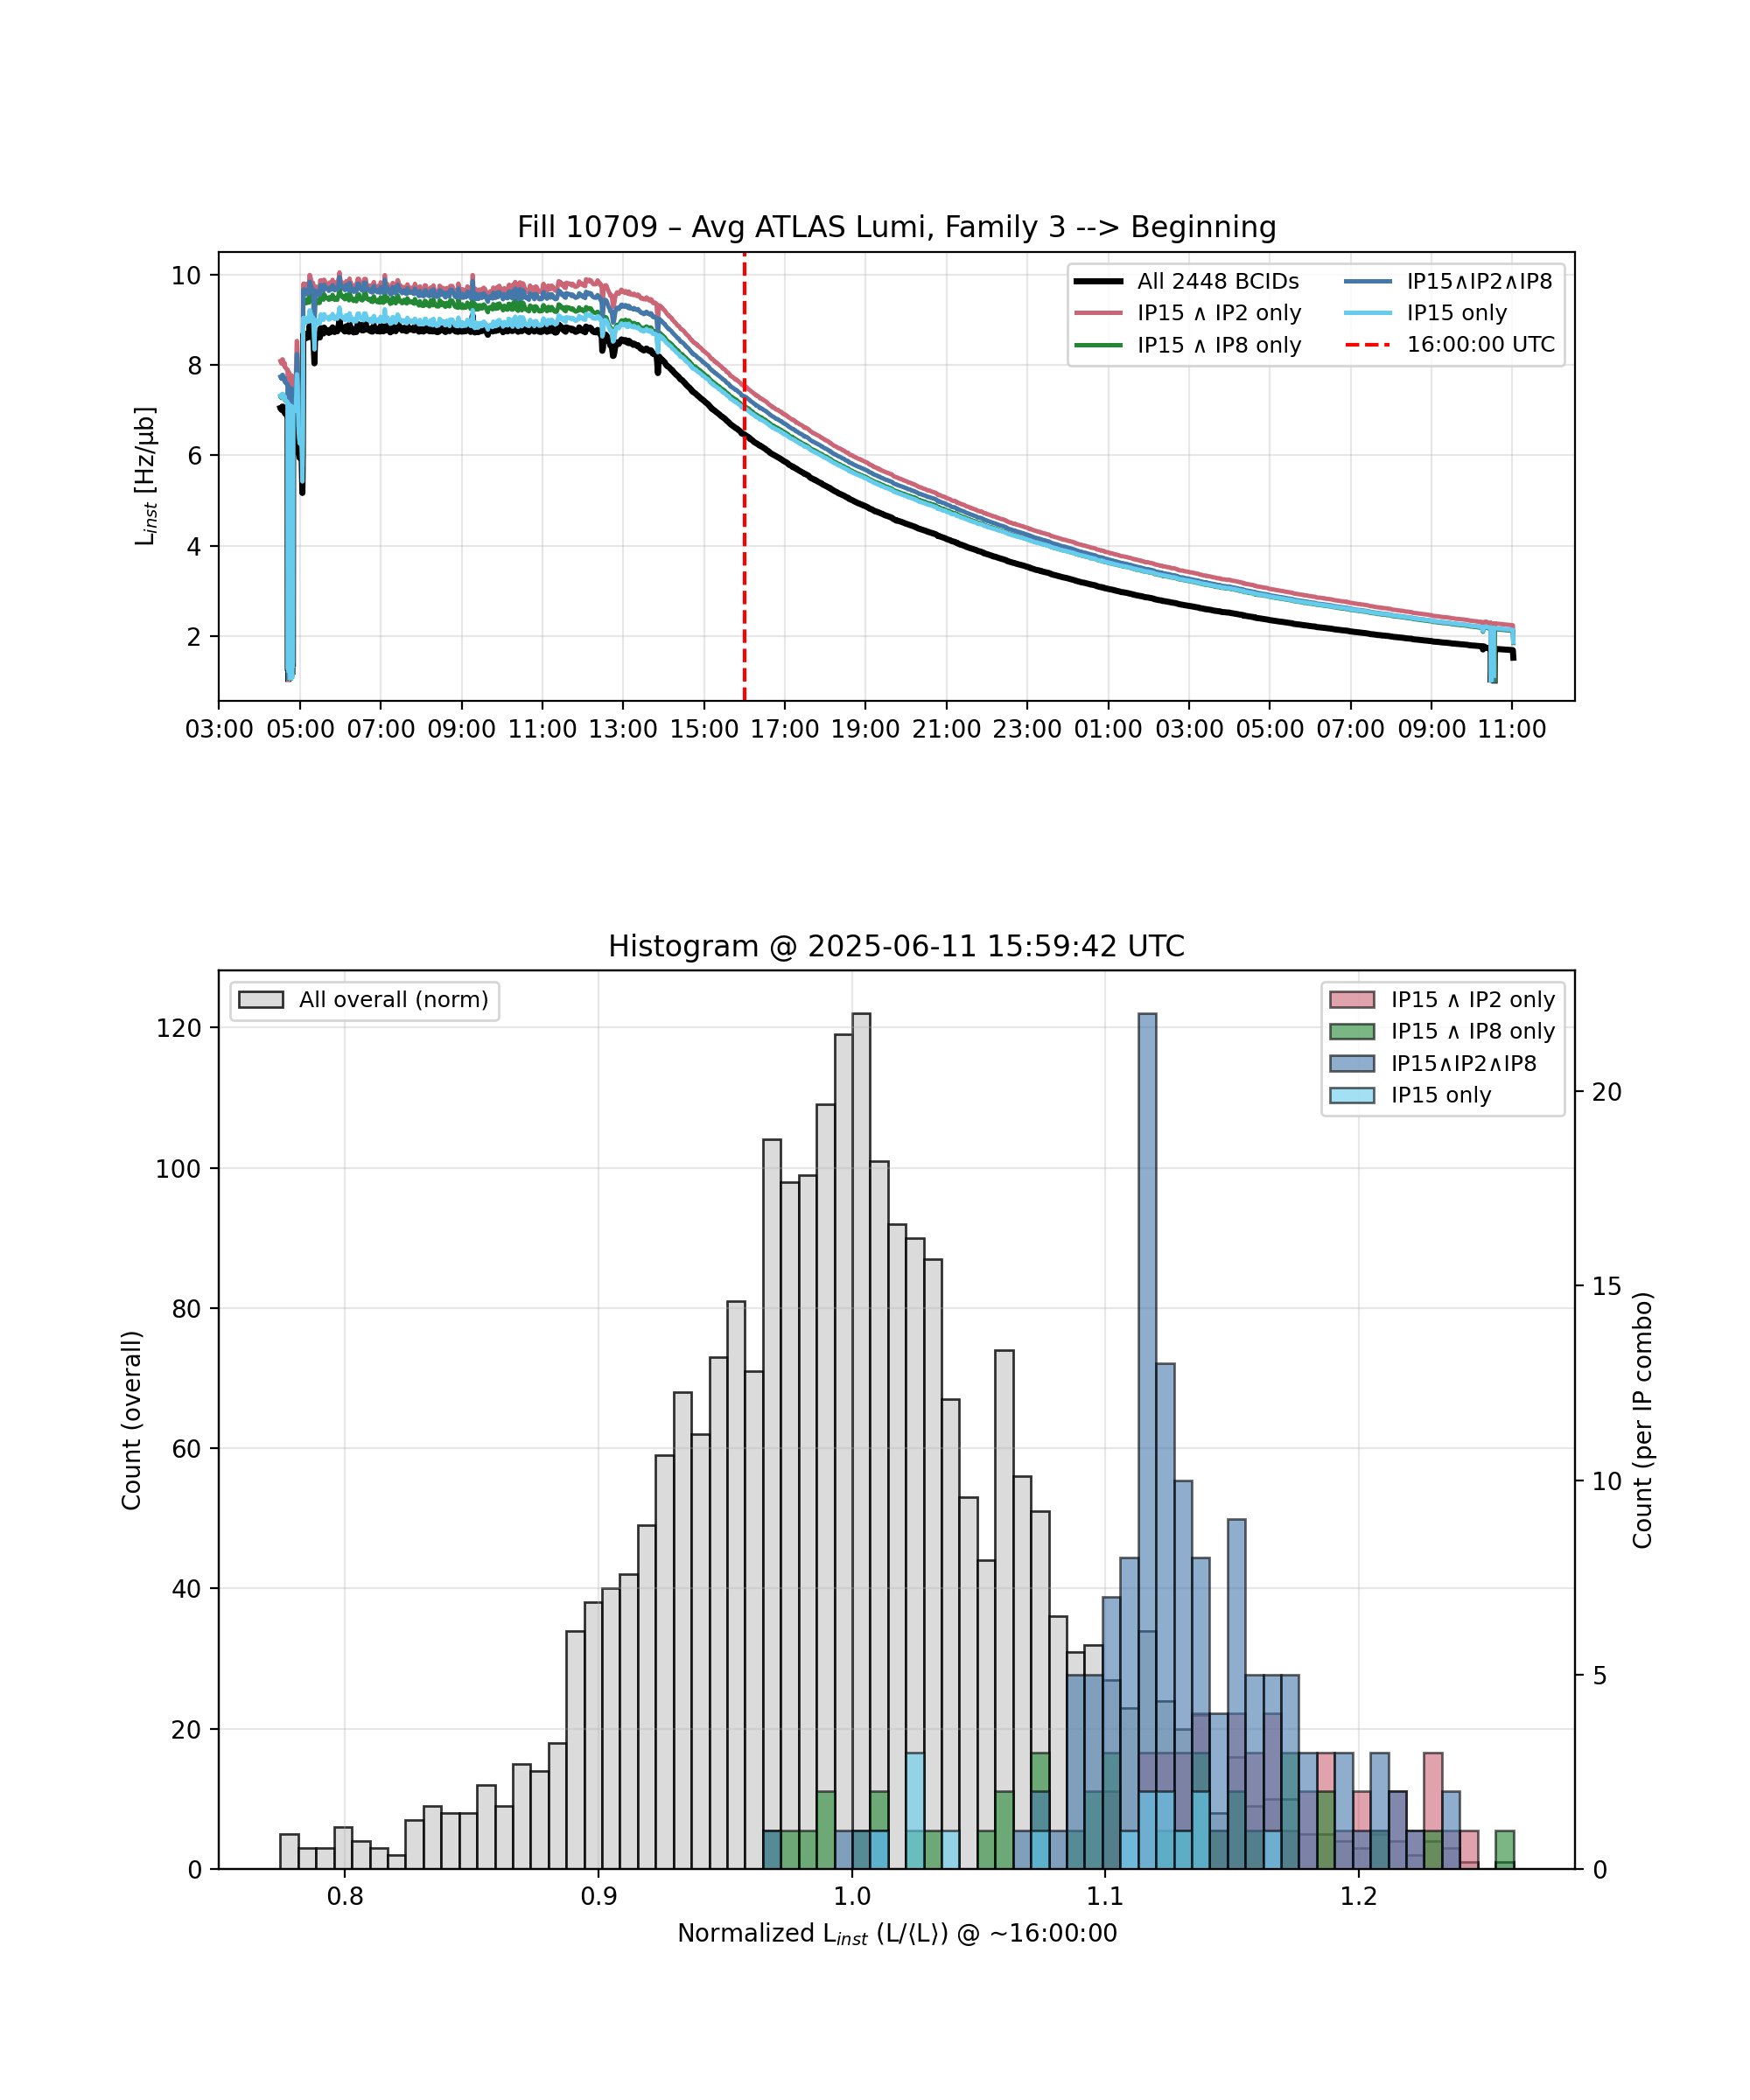 Fill 10709 – Avg ATLAS Lumi, Family 3 --> Beginning
L_inst [Hz/μb]
10
8
6
4
2
All 2448 BCIDs
IP15 ∧ IP2 only
IP15 ∧ IP8 only
IP15∧IP2∧IP8
IP15 only
16:00:00 UTC
03:00 05:00 07:00 09:00 11:00 13:00 15:00 17:00 19:00 21:00 23:00 01:00 03:00 05:00 07:00 09:00 11:00
Histogram @ 2025-06-11 15:59:42 UTC
Count (overall)
120
100
80
60
40
20
0
All overall (norm)
IP15 ∧ IP2 only
IP15 ∧ IP8 only
IP15∧IP2∧IP8
IP15 only
20
15
10
5
0
Count (per IP combo)
0.8 0.9 1.0 1.1 1.2
Normalized L_inst (L/⟨L⟩) @ ~16:00:00